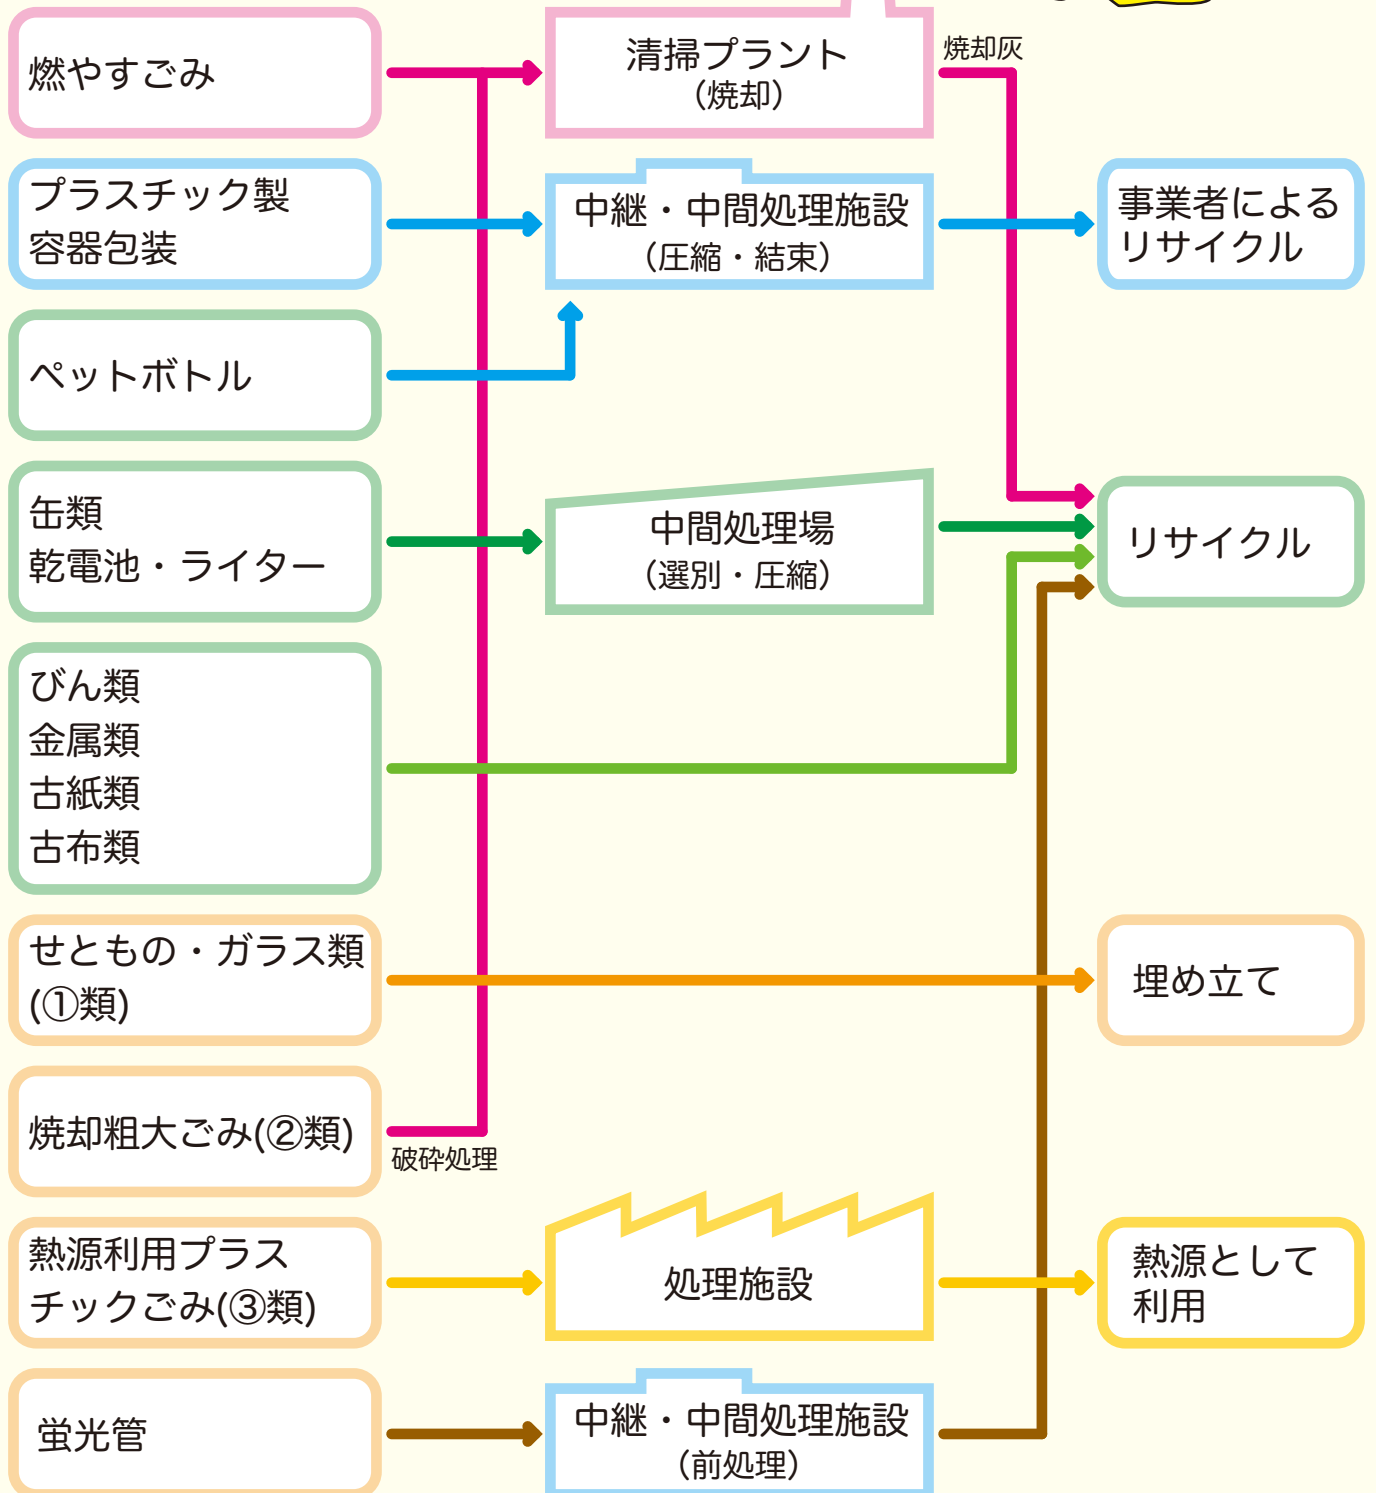 燃やすごみ
清掃プラント
（焼却）
焼却灰
プラスチック製
容器包装
中継・中間処理施設
（圧縮・結束）
事業者による
リサイクル
ペットボトル
缶類
乾電池・ライター
中間処理場
（選別・圧縮）
リサイクル
びん類
金属類
古紙類
古布類
せともの・ガラス類
(①類)
埋め立て
焼却粗大ごみ(②類)
破砕処理
熱源利用プラス
チックごみ(③類)
処理施設
熱源として
利用
蛍光管
中継・中間処理施設
（前処理）